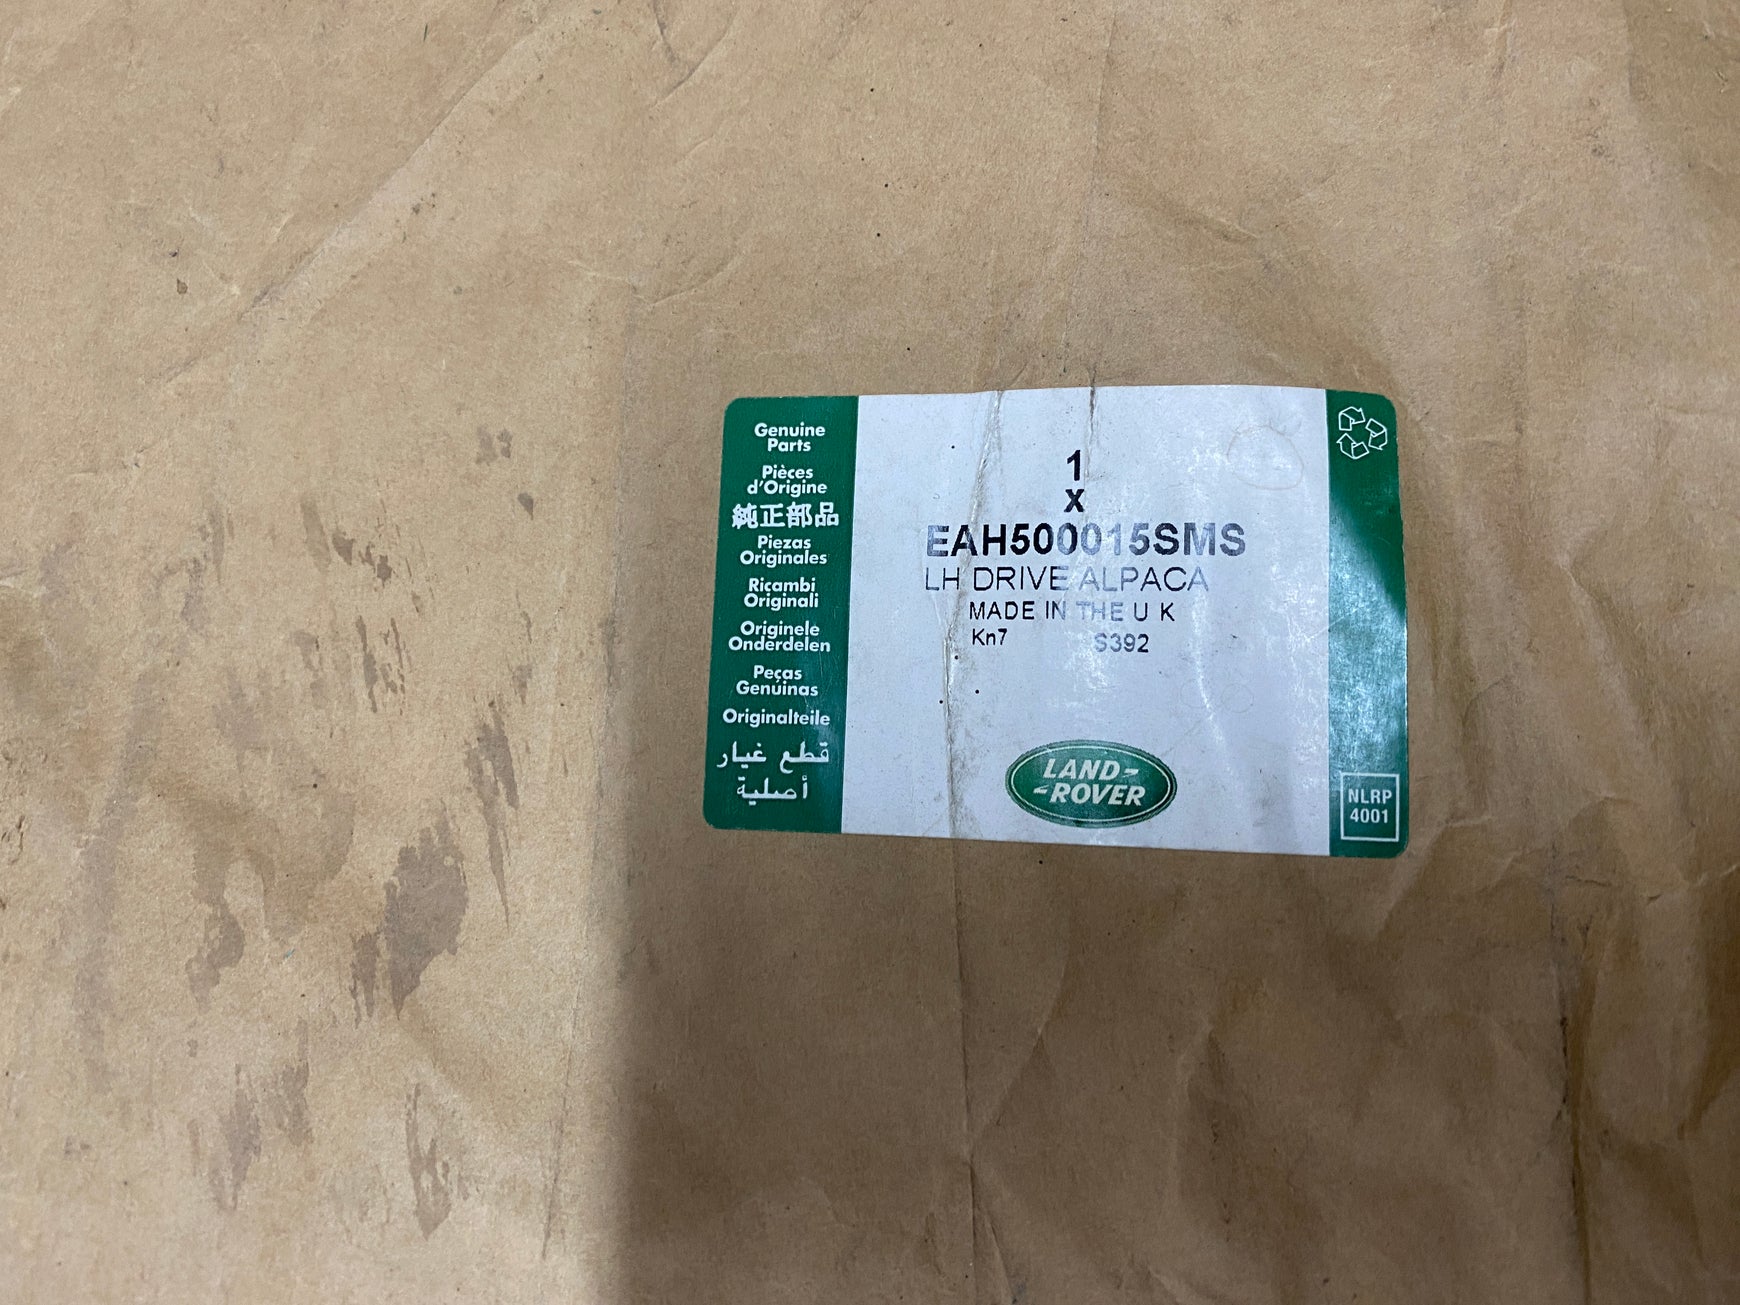 Genuine
Parts
Pièces
d'Origine
純正部品
Piezas
Originales
Ricambi
Originali
Originele
Onderdelen
Peças
Genuinas
Originalteile
قطع غيار
أصلية
1
X
EAH500015SMS
LH DRIVE ALPACA
MADE IN THE U K
Kn7 S392
LAND-
-ROVER
NLRP
4001